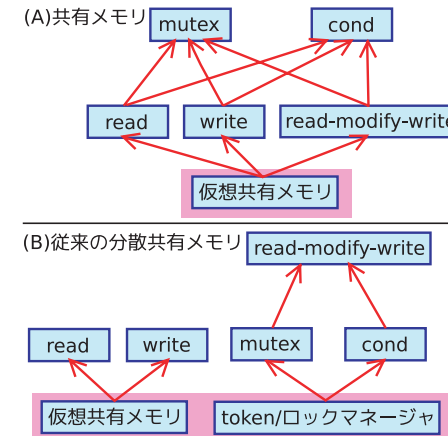 (A)共有メモリ
mutex cond
read write read-modify-write
仮想共有メモリ
(B)従来の分散共有メモリ read-modify-write
read write mutex cond
仮想共有メモリ token/ロックマネージャ